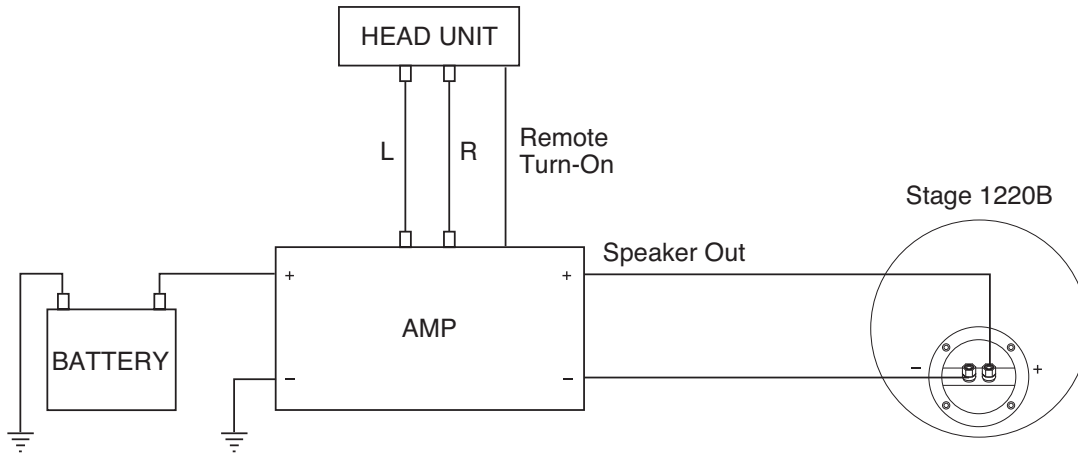 HEAD UNIT
L
R
Remote
Turn-On
Stage 1220B
Speaker Out
+
+
AMP
BATTERY
−
−
−
+